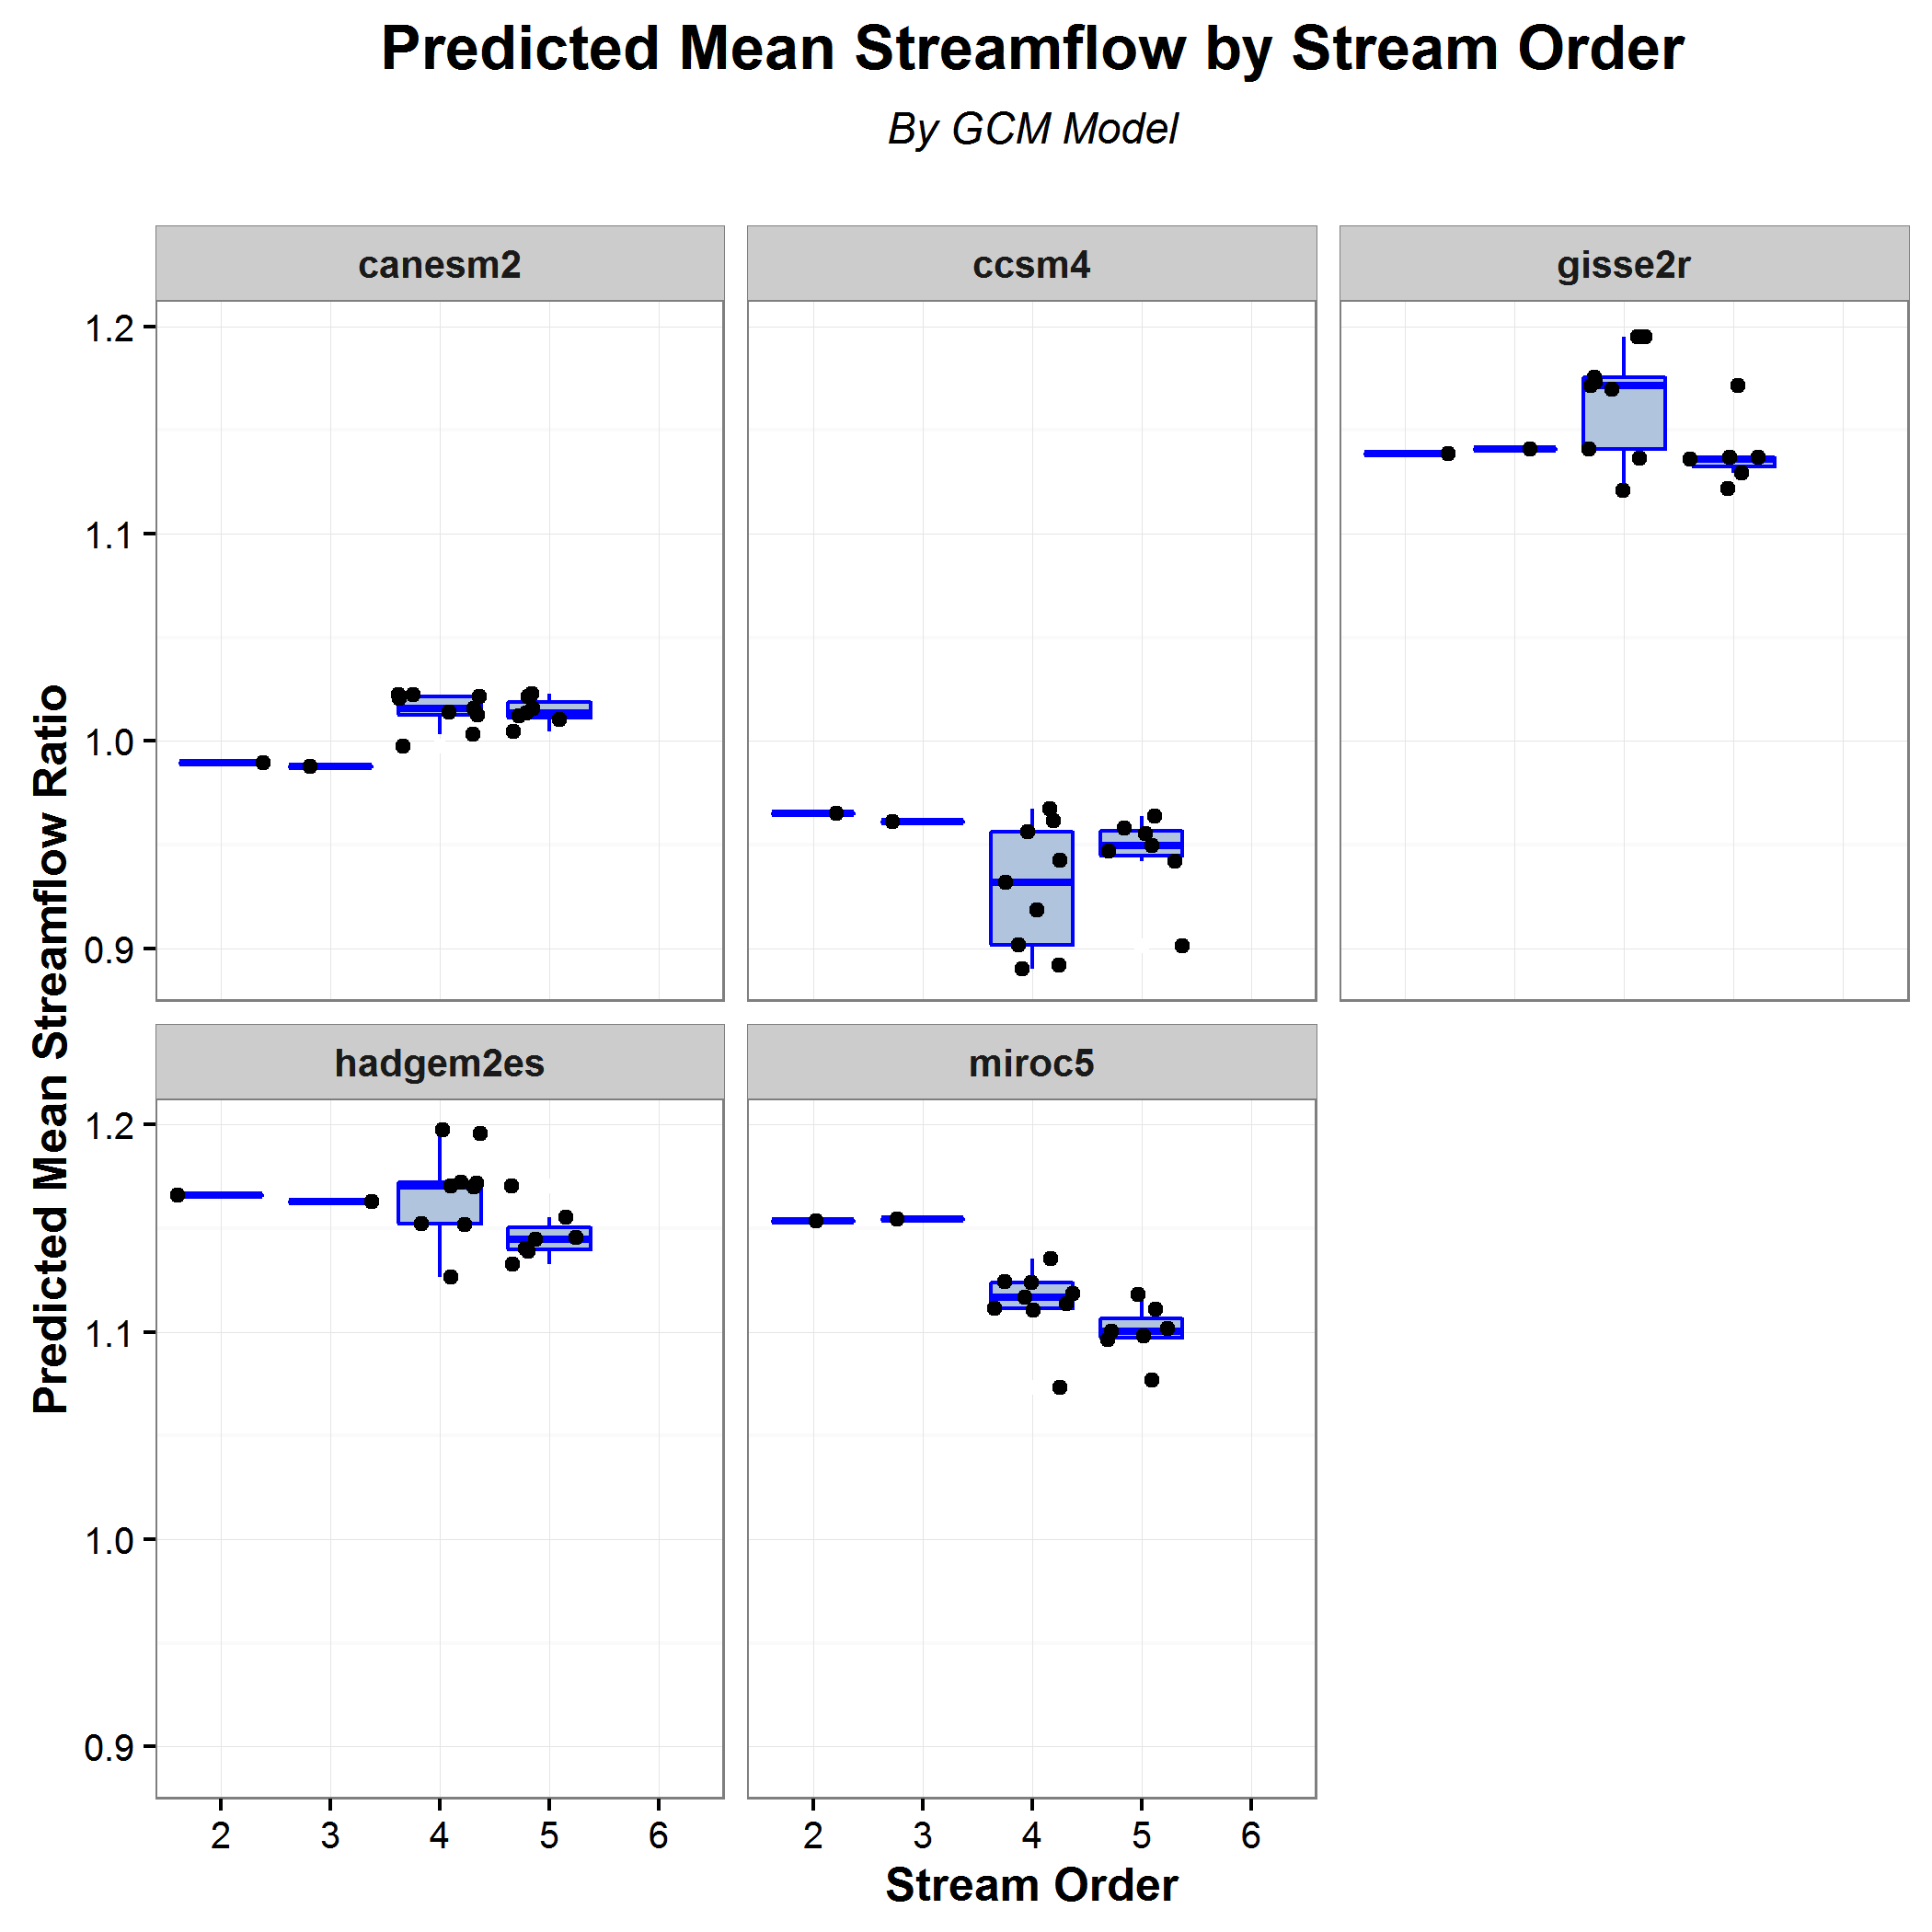 Predicted Mean Streamflow by Stream Order
By GCM Model
canesm2
ccsm4
gisse2r
1.2
1.1
1.0
0.9
Predicted Mean Streamflow Ratio
hadgem2es
miroc5
1.2
1.1
1.0
0.9
2 3 4 5 6
2 3 4 5 6
Stream Order